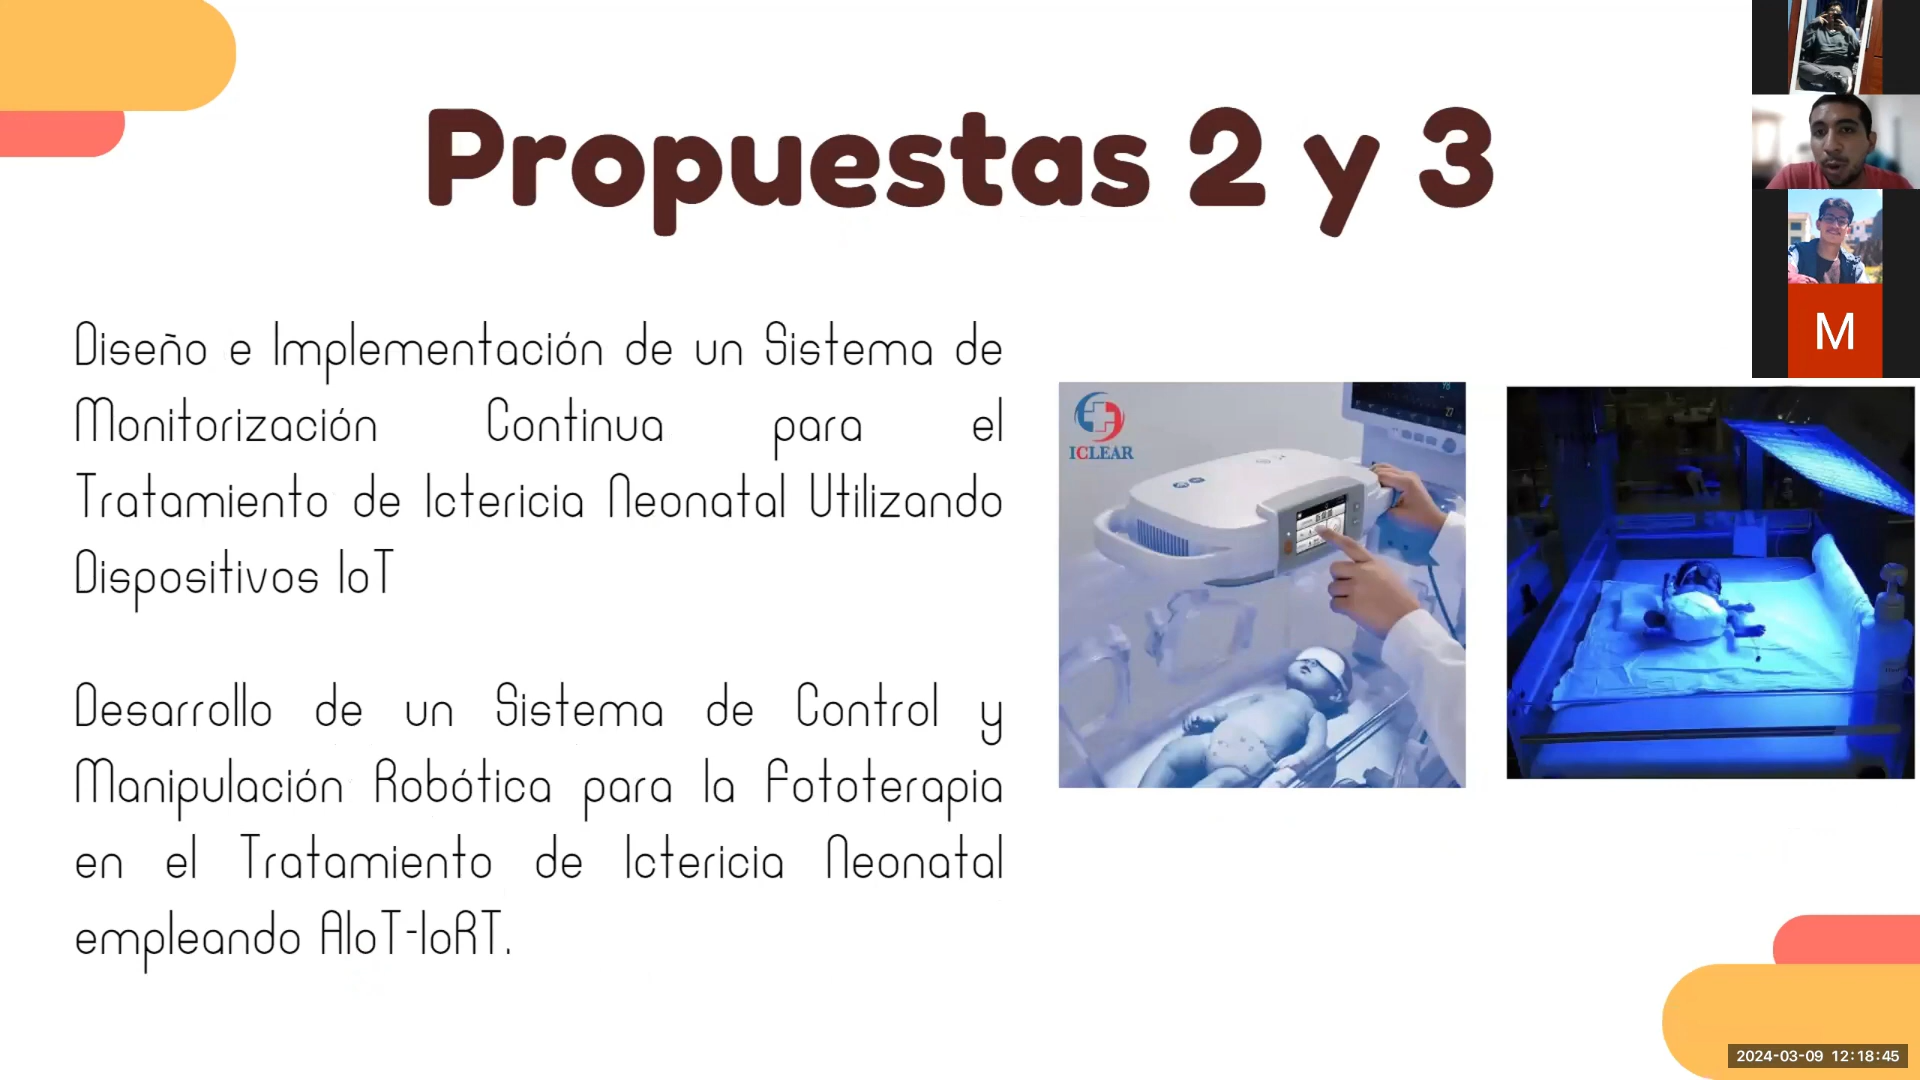 Propuestas 2 y 3
Diseño e Implementación de un Sistema de
Monitorización Continua para el
Tratamiento de Ictericia Neonatal Utilizando
Dispositivos IoT
Desarrollo de un Sistema de Control y
Manipulación Robótica para la Fototerapia
en el Tratamiento de Ictericia Neonatal
empleando AIoT-IoRT.
ICLEAR
M
2024-03-09 12:18:45